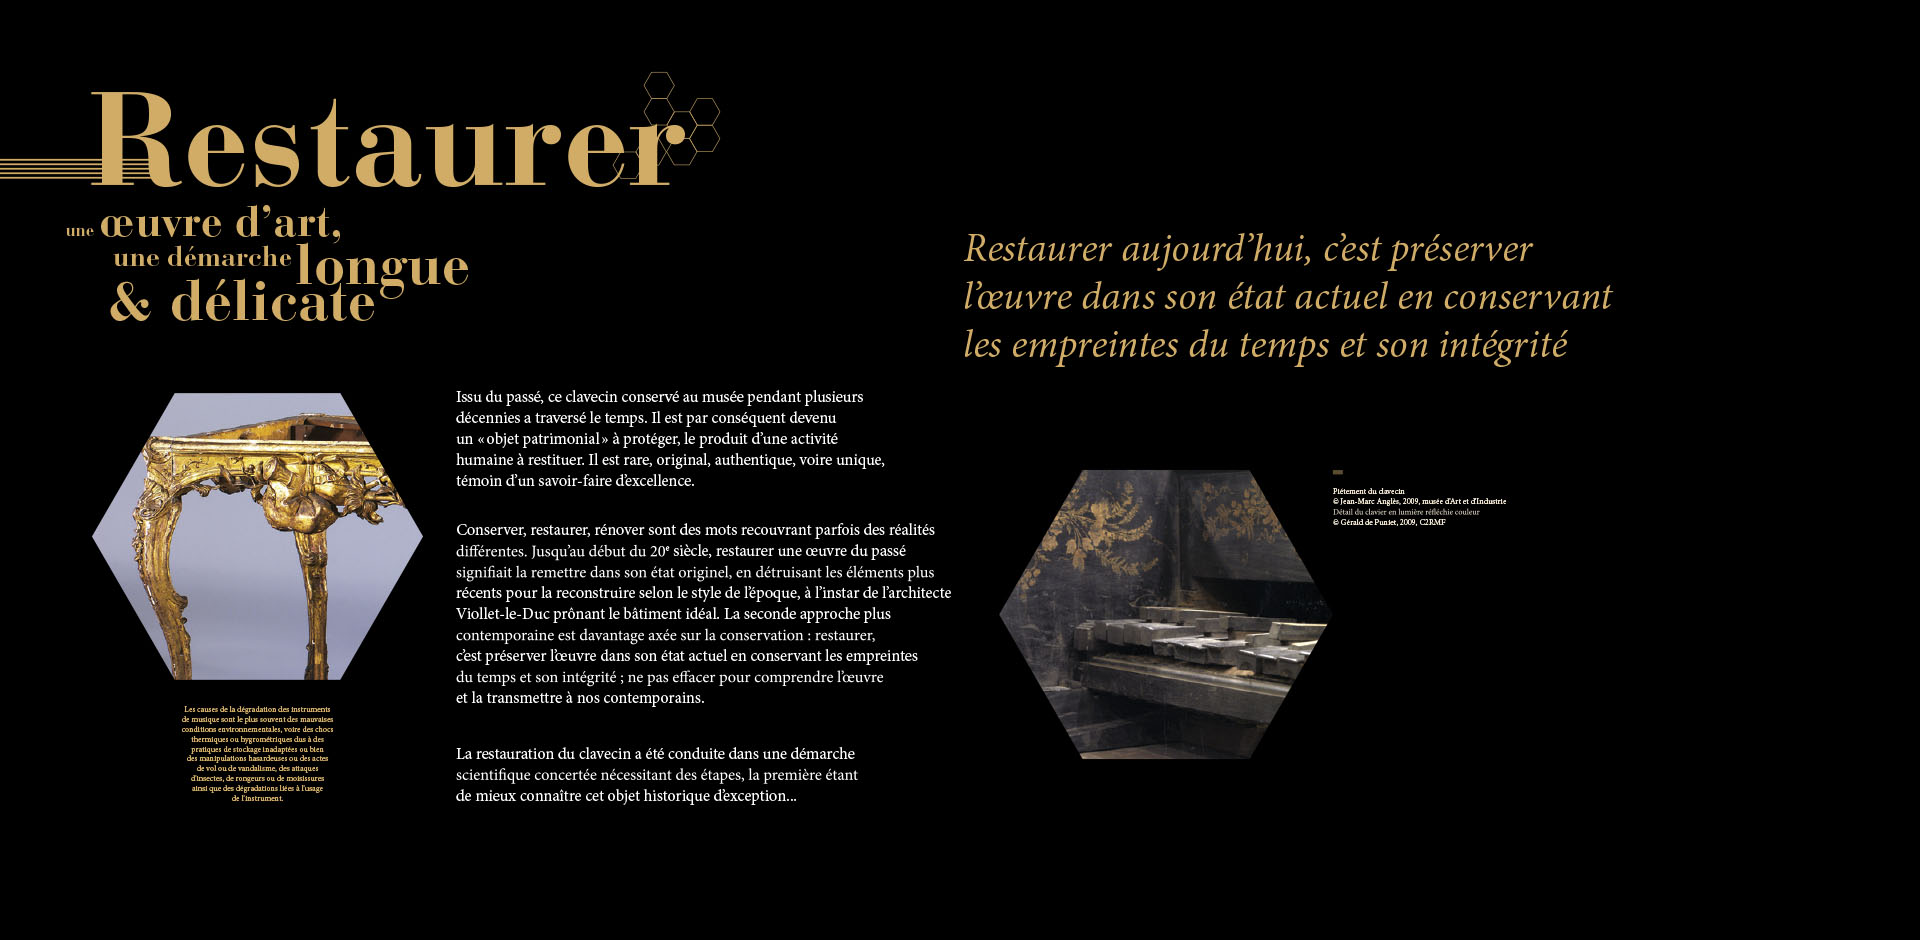 Restaurer
une œuvre d’art,
une démarche longue
& délicate
Restaurer aujourd’hui, c’est préserver
l’œuvre dans son état actuel en conservant
les empreintes du temps et son intégrité
Issu du passé, ce clavecin conservé au musée pendant plusieurs
décennies a traversé le temps. Il est par conséquent devenu
un « objet patrimonial » à protéger, le produit d’une activité
humaine à restituer. Il est rare, original, authentique, voire unique,
témoin d’un savoir-faire d’excellence.
Conserver, restaurer, rénover sont des mots recouvrant parfois des réalités
différentes. Jusqu’au début du 20e siècle, restaurer une œuvre du passé
signifiait la remettre dans son état originel, en détruisant les éléments plus
récents pour la reconstruire selon le style de l’époque, à l’instar de l’architecte
Viollet-le-Duc prônant le bâtiment idéal. La seconde approche plus
contemporaine est davantage axée sur la conservation : restaurer,
c’est préserver l’œuvre dans son état actuel en conservant les empreintes
du temps et son intégrité ; ne pas effacer pour comprendre l’œuvre
et la transmettre à nos contemporains.
La restauration du clavecin a été conduite dans une démarche
scientifique concertée nécessitant des étapes, la première étant
de mieux connaître cet objet historique d’exception...
Les causes de la dégradation des instruments
de musique sont le plus souvent des mauvaises
conditions environnementales, voire des chocs
thermiques ou hygrométriques dus à des
pratiques de stockage inadaptées ou bien
des manipulations hasardeuses ou des actes
de vol ou de vandalisme, des attaques
d’insectes, de rongeurs ou de moisissures
ainsi que des dégradations liées à l’usage
de l’instrument.
Piétement du clavecin
© Jean-Marc Anglès, 2009, musée d’Art et d’Industrie
Détail du clavier en lumière réfléchie couleur
© Gérald de Puniet, 2009, C2RMF